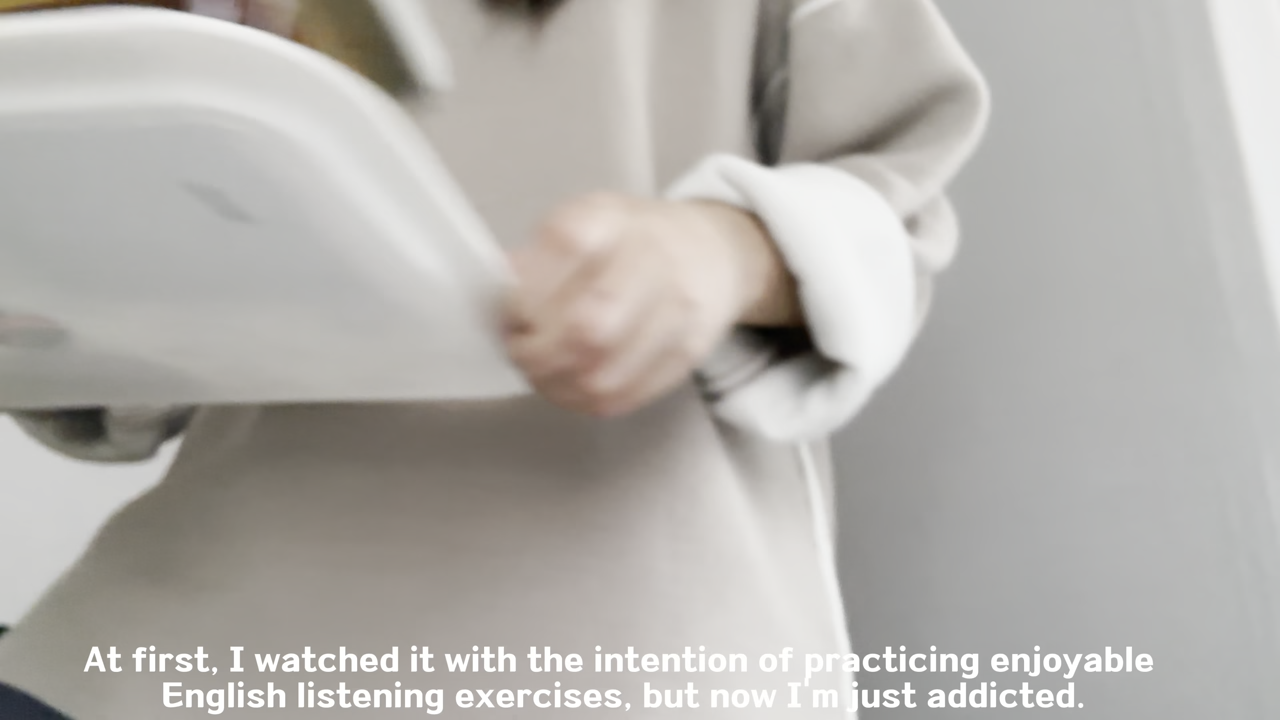 At first, I watched it with the intention of practicing enjoyable
English listening exercises, but now I'm just addicted.